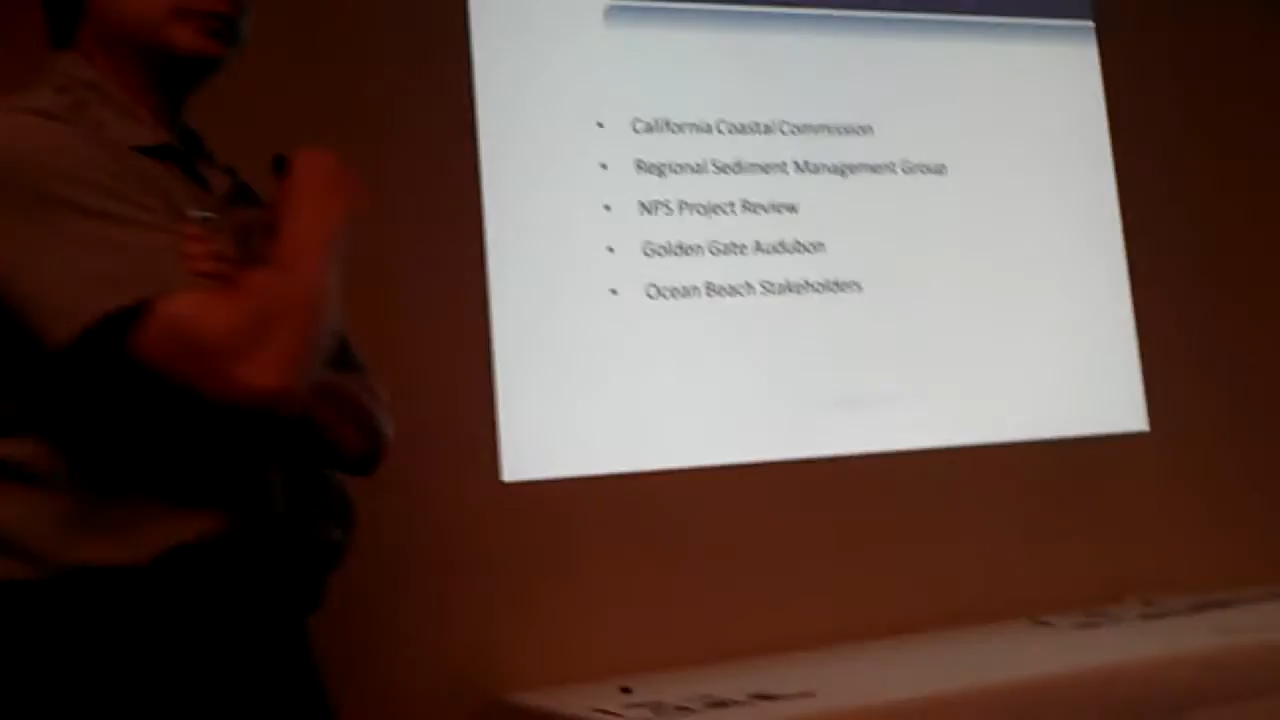 • California Coastal Commission
• Regional Sediment Management Group
• NPS Project Review
• Golden Gate Audubon
• Ocean Beach Stakeholders